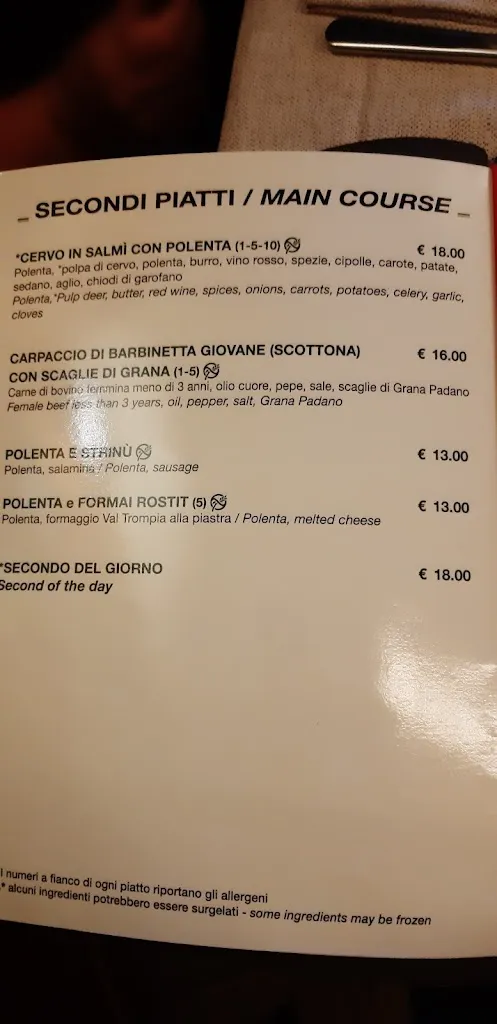 _ SECONDI PIATTI / MAIN COURSE _
*CERVO IN SALMÌ CON POLENTA (1-5-10) € 18.00
Polenta, *polpa di cervo, polenta, burro, vino rosso, spezie, cipolle, carote, patate,
sedano, aglio, chiodi di garofano
Polenta,*Pulp deer, butter, red wine, spices, onions, carrots, potatoes, celery, garlic,
cloves
CARPACCIO DI BARBINETTA GIOVANE (SCOTTONA) € 16.00
CON SCAGLIE DI GRANA (1-5)
Carne di bovino femmina meno di 3 anni, olio cuore, pepe, sale, scaglie di Grana Padano
Female beef less than 3 years, oil, pepper, salt, Grana Padano
POLENTA E STRINÙ € 13.00
Polenta, salamina / Polenta, sausage
POLENTA e FORMAI ROSTIT (5) € 13.00
Polenta, formaggio Val Trompia alla piastra / Polenta, melted cheese
*SECONDO DEL GIORNO € 18.00
Second of the day
I numeri a fianco di ogni piatto riportano gli allergeni
* alcuni ingredienti potrebbero essere surgelati - some ingredients may be frozen